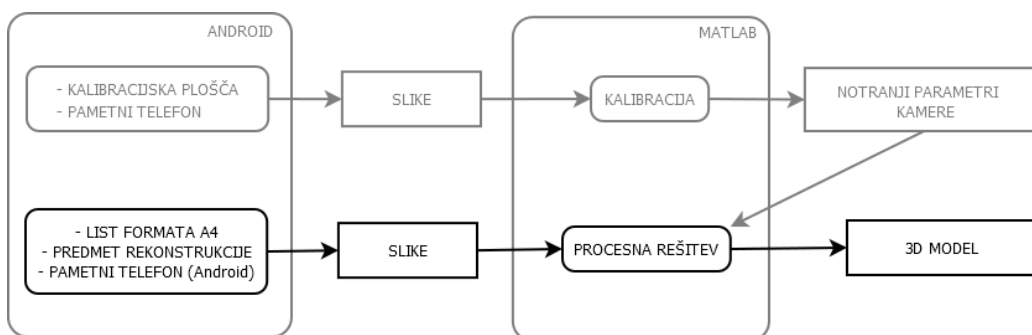 ANDROID
MATLAB
- KALIBRACIJSKA PLOŠČA
- PAMETNI TELEFON
SLIKE
KALIBRACIJA
NOTRANJI PARAMETRI
KAMERE
- LIST FORMATA A4
- PREDMET REKONSTRUKCIJE
- PAMETNI TELEFON (Android)
SLIKE
PROCESNA REŠITEV
3D MODEL